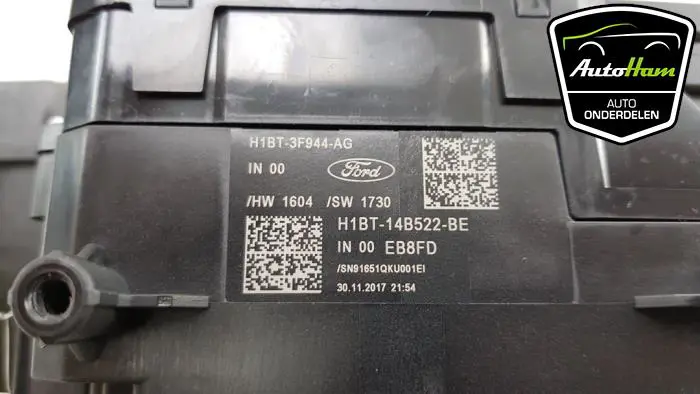 H1BT-3F944-AG
IN 00
Ford
/HW 1604 /SW 1730
H1BT-14B522-BE
IN 00 EB8FD
/SN91651QKU001EI
30.11.2017 21:54
AutoHam
AUTO
ONDERDELEN